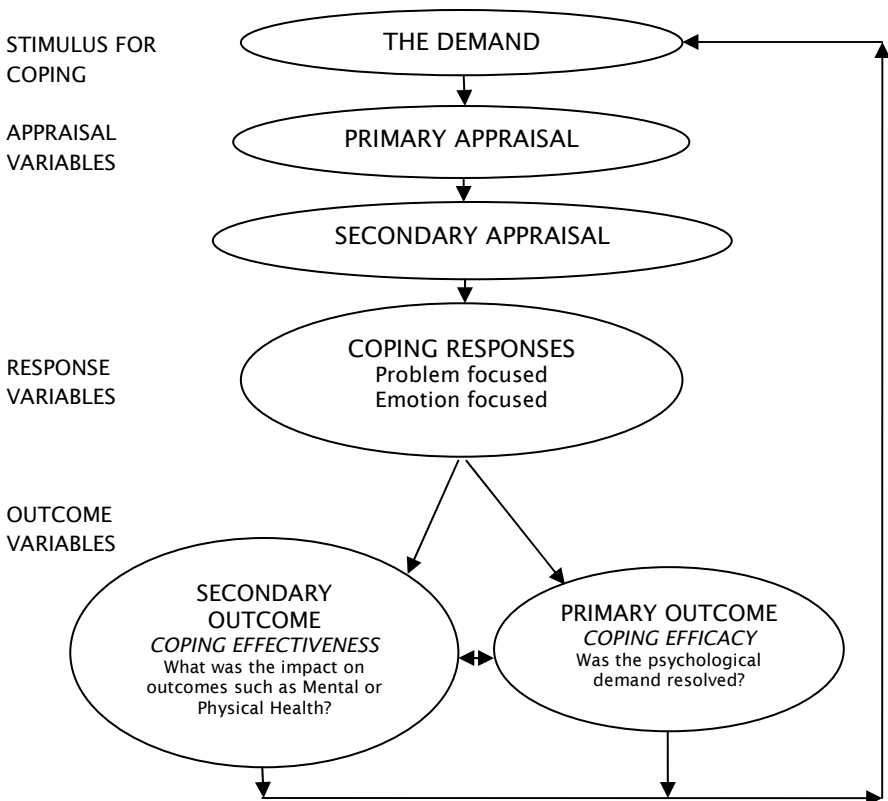 STIMULUS FOR
COPING
THE DEMAND
APPRAISAL
VARIABLES
PRIMARY APPRAISAL
SECONDARY APPRAISAL
RESPONSE
VARIABLES
COPING RESPONSES
Problem focused
Emotion focused
OUTCOME
VARIABLES
SECONDARY
OUTCOME
COPING EFFECTIVENESS
What was the impact on
outcomes such as Mental or
Physical Health?
PRIMARY OUTCOME
COPING EFFICACY
Was the psychological
demand resolved?